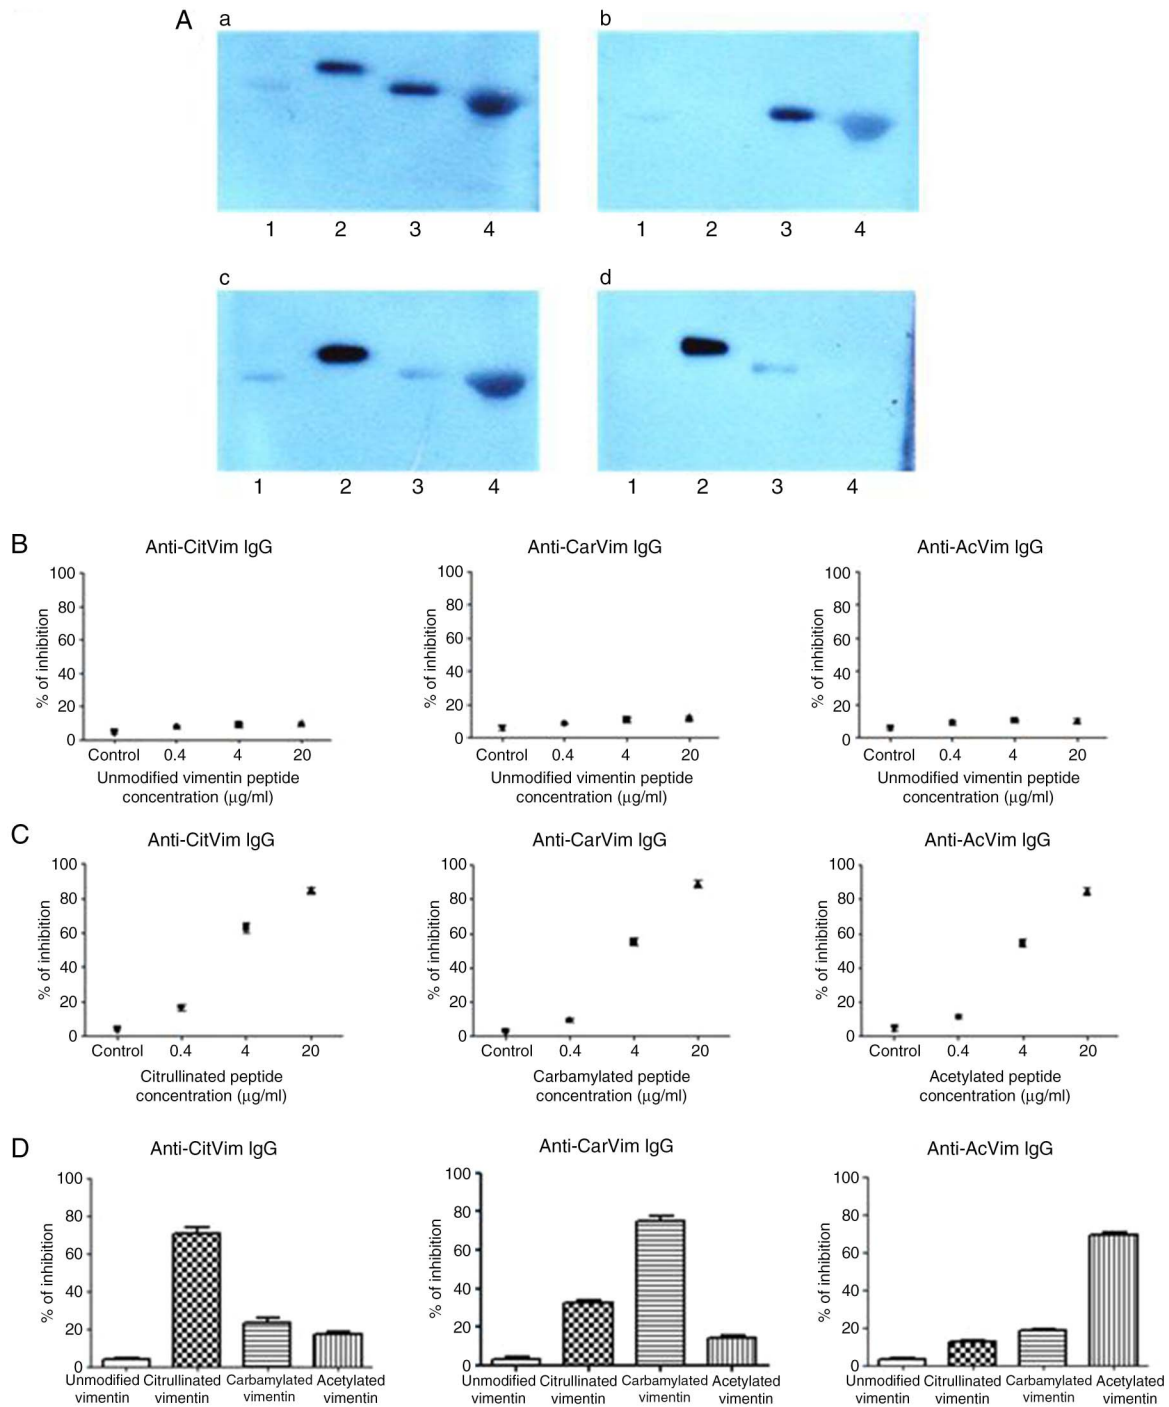 A
a
b
1 2 3 4
1 2 3 4
c
d
1 2 3 4
1 2 3 4
B
Anti-CitVim IgG
% of inhibition
100
80
60
40
20
0
Control 0.4 4 20
Unmodified vimentin peptide
concentration (μg/ml)
Anti-CarVim IgG
% of inhibition
100
80
60
40
20
0
Control 0.4 4 20
Unmodified vimentin peptide
concentration (μg/ml)
Anti-AcVim IgG
% of inhibition
100
80
60
40
20
0
Control 0.4 4 20
Unmodified vimentin peptide
concentration (μg/ml)
C
Anti-CitVim IgG
% of inhibition
100
80
60
40
20
0
Control 0.4 4 20
Citrullinated peptide
concentration (μg/ml)
Anti-CarVim IgG
% of inhibition
100
80
60
40
20
0
Control 0.4 4 20
Carbamylated peptide
concentration (μg/ml)
Anti-AcVim IgG
% of inhibition
100
80
60
40
20
0
Control 0.4 4 20
Acetylated peptide
concentration (μg/ml)
D
Anti-CitVim IgG
% of inhibition
100
80
60
40
20
0
Unmodified Citrullinated Carbamylated Acetylated
vimentin vimentin vimentin vimentin
Anti-CarVim IgG
% of inhibition
100
80
60
40
20
0
Unmodified Citrullinated Carbamylated Acetylated
vimentin vimentin vimentin vimentin
Anti-AcVim IgG
% of inhibition
100
80
60
40
20
0
Unmodified Citrullinated Carbamylated Acetylated
vimentin vimentin vimentin vimentin